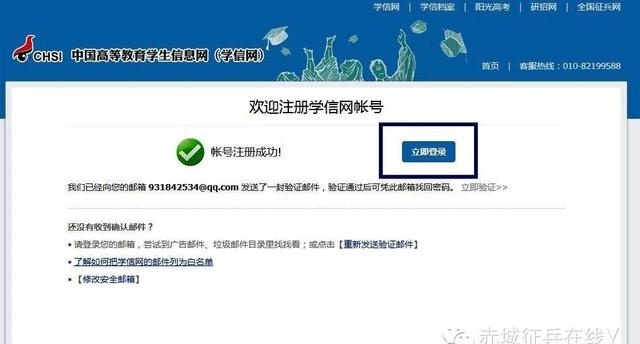 学信网 | 学信档案 | 阳光高考 | 研招网 | 全国征兵网
CHSI 中国高等教育学生信息网（学信网）
首页 | 客服热线：010-82199588
欢迎注册学信网帐号
帐号注册成功!
立即登录
我们已经向您的邮箱 931842534@qq.com 发送了一封验证邮件，验证通过后可凭此邮箱找回密码。 立即验证>>
还没有收到确认邮件？
• 请登录您的邮箱，尝试到广告邮件、垃圾邮件目录里找找看；或点击【重新发送验证邮件】
• 了解如何把学信网的邮件列为白名单
• 【修改安全邮箱】
赤城征兵在线V